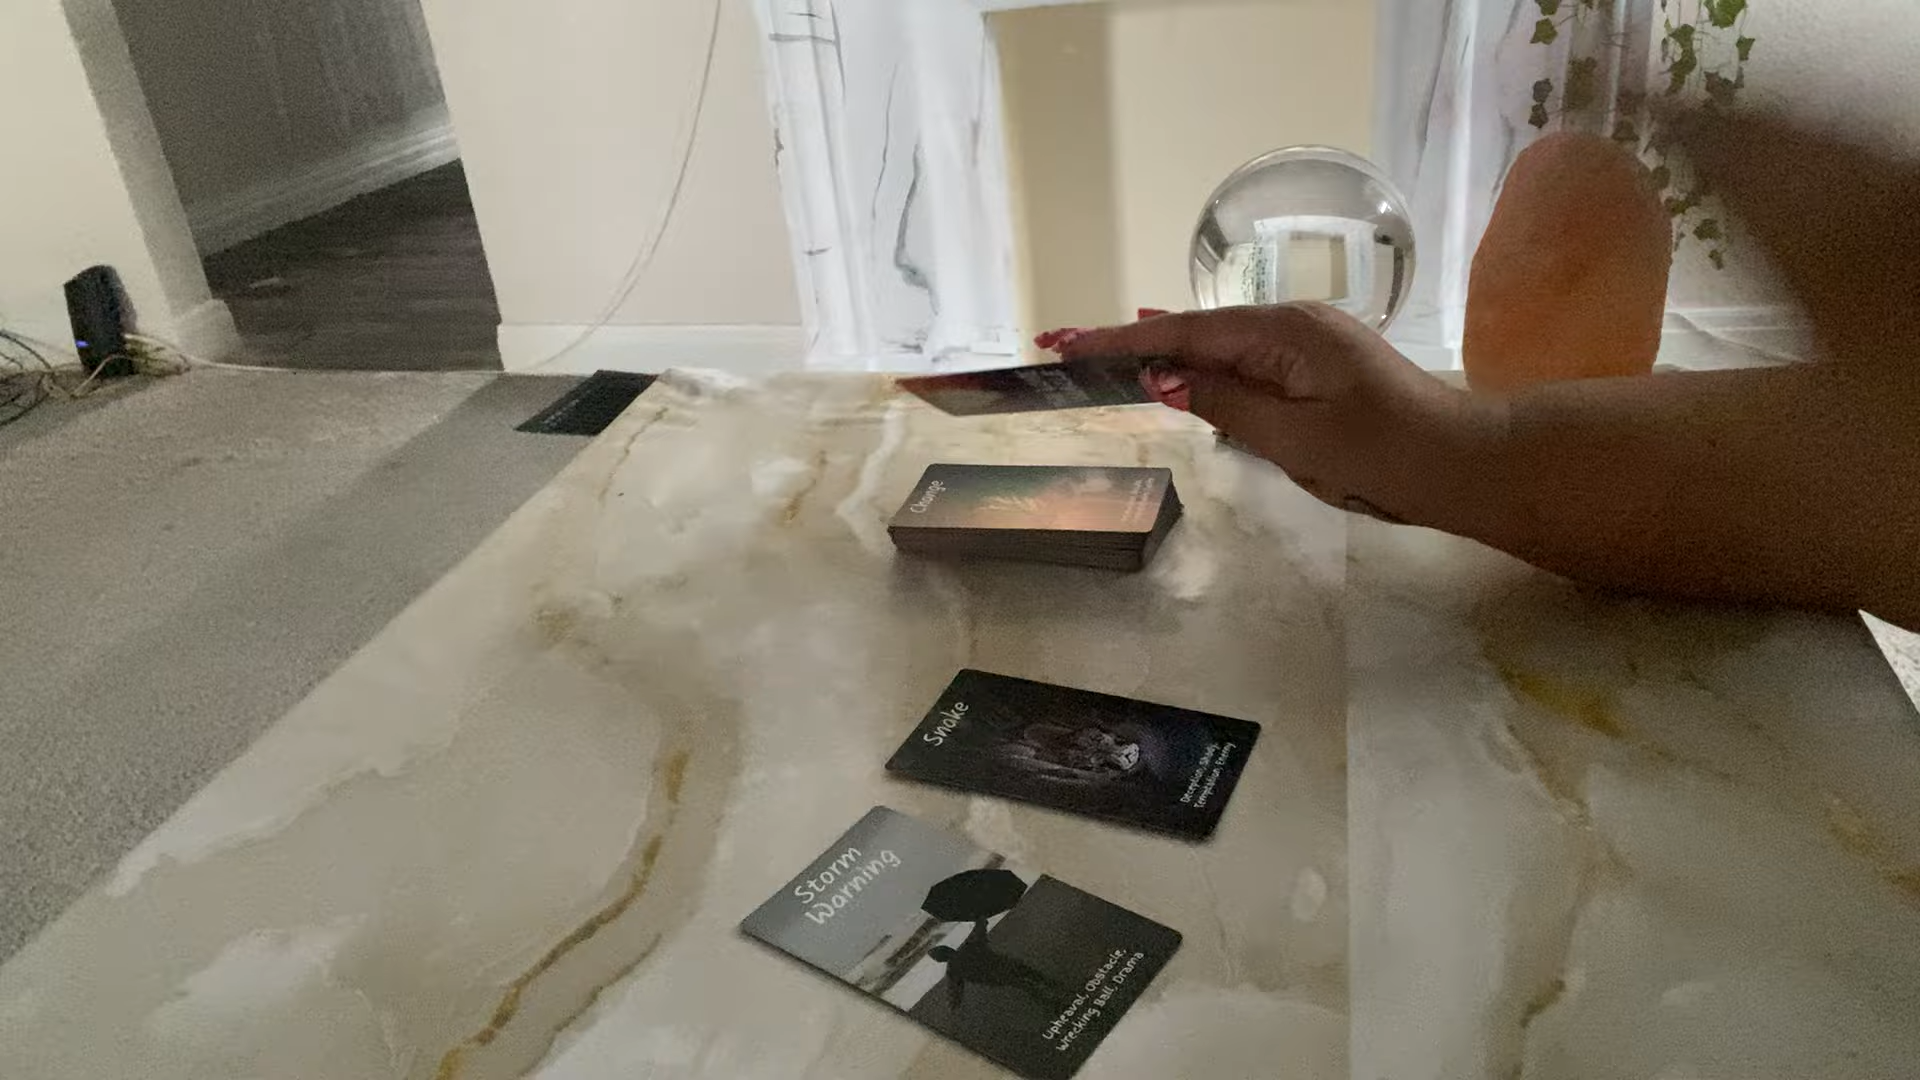 Change
Snake
Deception, Shady,
Temptation, Enemy
Storm
Warning
Upheaval, Obstacle,
Wrecking Ball, Drama